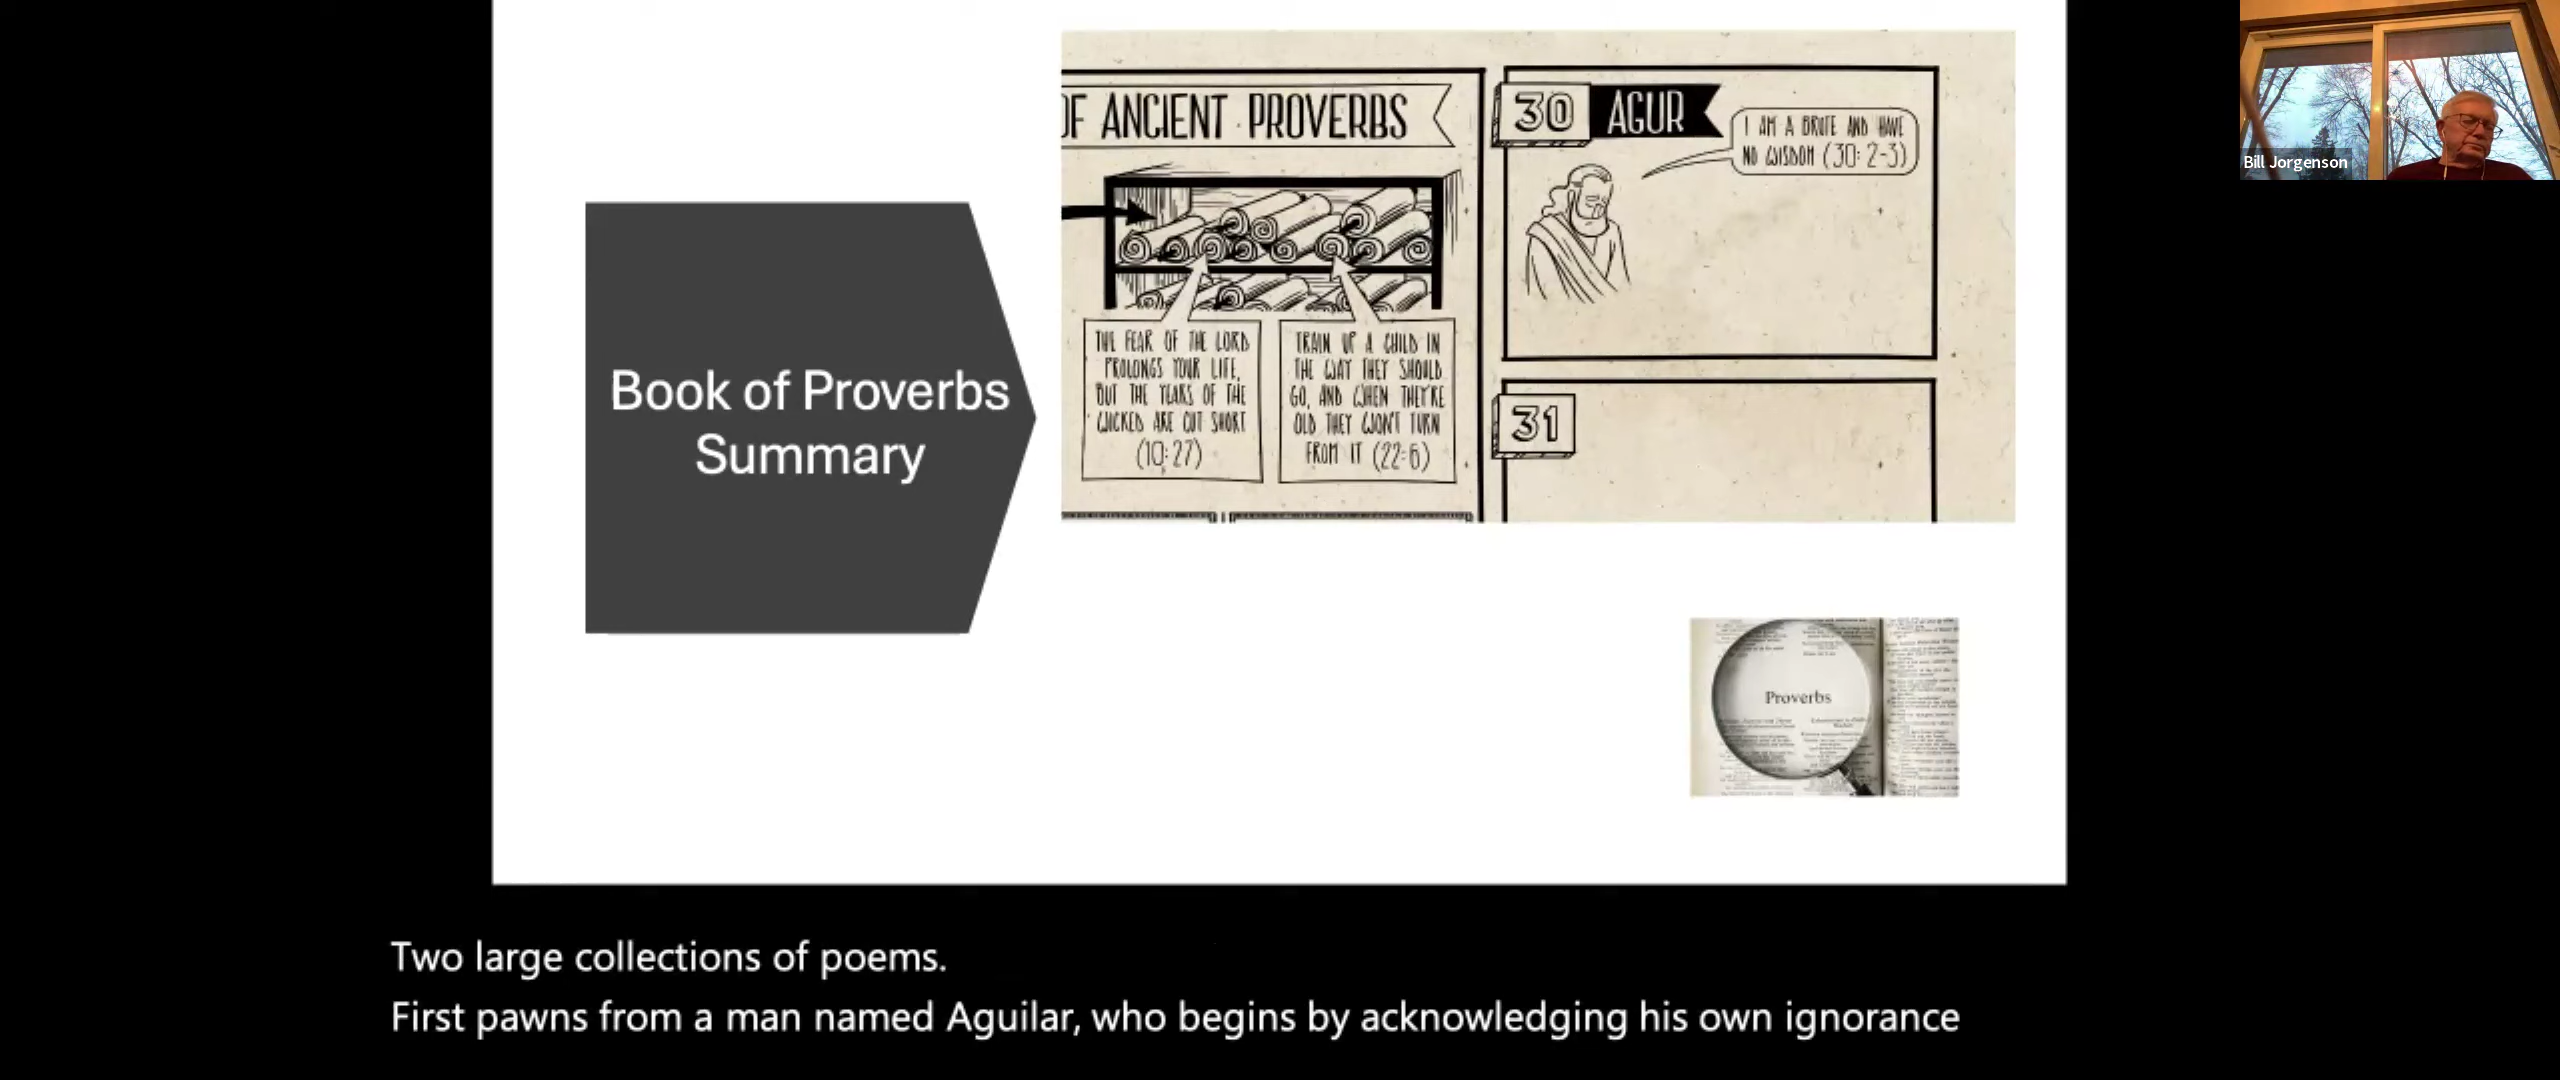 OF ANCIENT PROVERBS
THE FEAR OF THE LORD
PROLONGS YOUR LIFE,
BUT THE YEARS OF THE
WICKED ARE CUT SHORT
(10:27)
TRAIN UP A CHILD IN
THE WAY THEY SHOULD
GO, AND WHEN THEY'RE
OLD THEY WON'T TURN
FROM IT (22:6)
30 AGUR
I AM A BRUTE AND HAVE
NO WISDOM (30:2-3)
31
Bill Jorgenson
Book of Proverbs
Summary
Proverbs
Two large collections of poems.
First pawns from a man named Aguilar, who begins by acknowledging his own ignorance